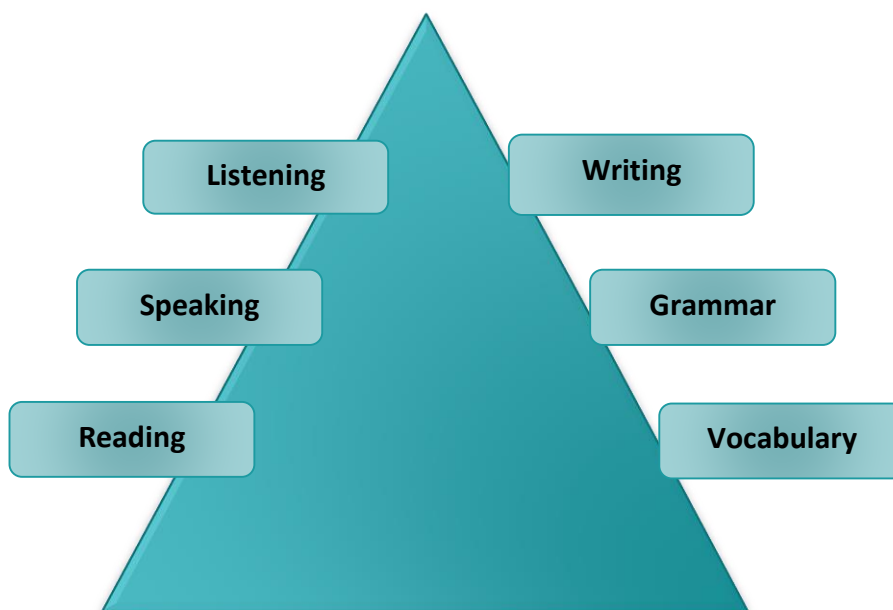 Listening
Speaking
Reading
Writing
Grammar
Vocabulary